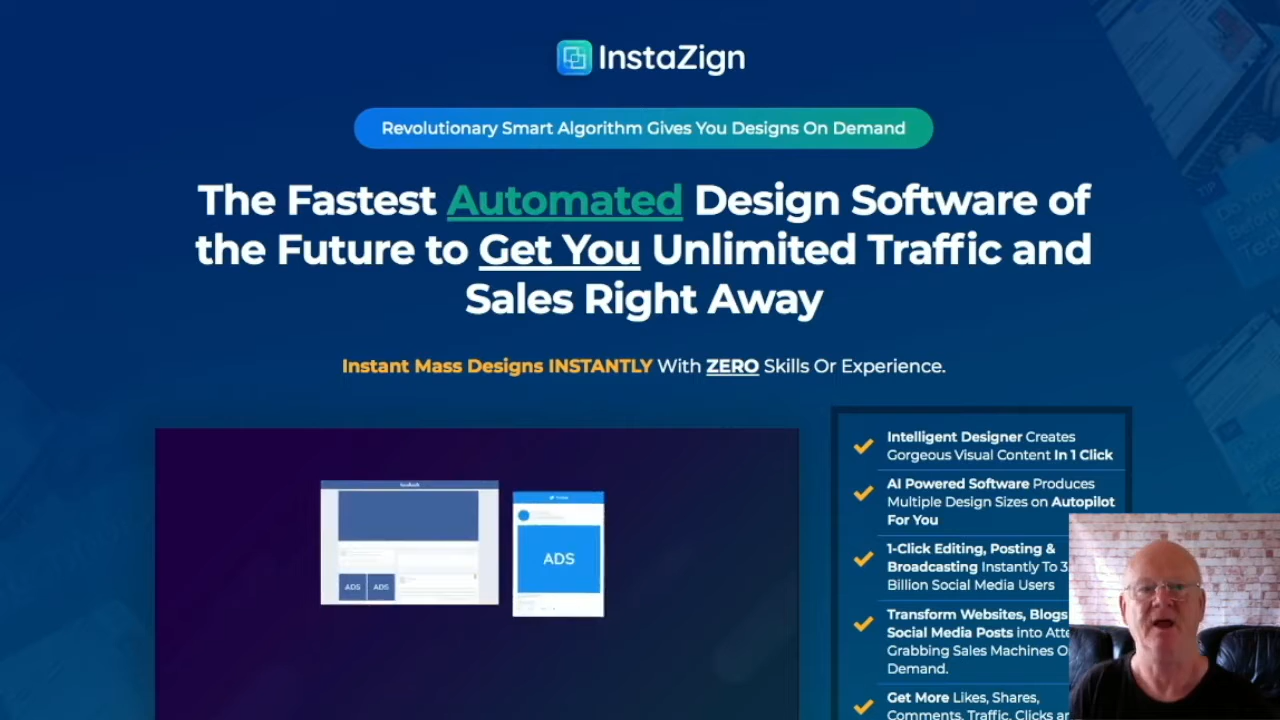 InstaZign
Revolutionary Smart Algorithm Gives You Designs On Demand
The Fastest Automated Design Software of
the Future to Get You Unlimited Traffic and
Sales Right Away
Instant Mass Designs INSTANTLY With ZERO Skills Or Experience.
ADS
ADS
ADS
Intelligent Designer Creates
Gorgeous Visual Content In 1 Click
AI Powered Software Produces
Multiple Design Sizes on Autopilot
For You
1-Click Editing, Posting &
Broadcasting Instantly To 3
Billion Social Media Users
Transform Websites, Blogs
Social Media Posts into
Grabbing Sales Machines
Demand.
Get More Likes, Shares,
Comments, Traffic, Clicks